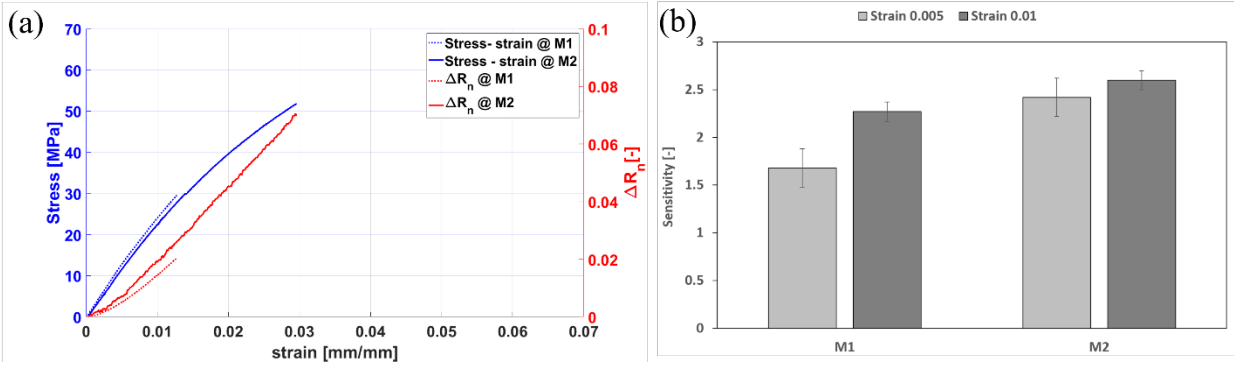 (a)
70
60
50
40
30
20
10
0
Stress [MPa]
Stress- strain @ M1
Stress - strain @ M2
ΔR_n @ M1
ΔR_n @ M2
0.1
0.08
0.06
0.04
0.02
0
ΔR_n[-]
0 0.01 0.02 0.03 0.04 0.05 0.06 0.07
strain [mm/mm]
(b)
Strain 0.005 Strain 0.01
3
2.5
2
1.5
1
0.5
0
Sensitivity [-]
M1 M2